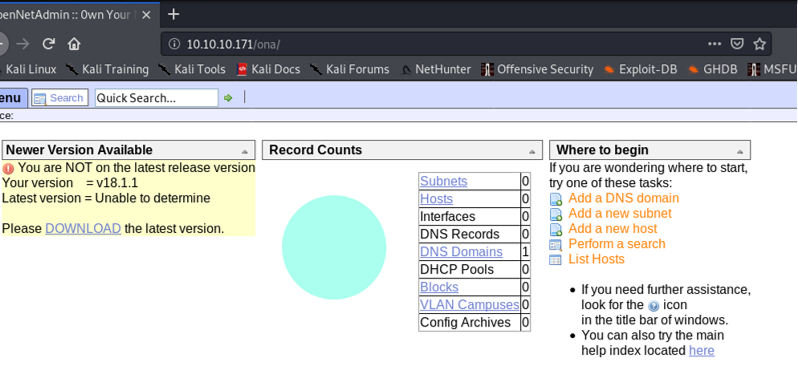 penNetAdmin :: 0wn Your
10.10.10.171/ona/
Kali Linux Kali Training Kali Tools Kali Docs Kali Forums NetHunter Offensive Security Exploit-DB GHDB MSFU
enu Search Quick Search...
ce:
Newer Version Available
You are NOT on the latest release version
Your version = v18.1.1
Latest version = Unable to determine
Please DOWNLOAD the latest version.
Record Counts
Subnets 0
Hosts 0
Interfaces 0
DNS Records 0
DNS Domains 1
DHCP Pools 0
Blocks 0
VLAN Campuses 0
Config Archives 0
Where to begin
If you are wondering where to start,
try one of these tasks:
Add a DNS domain
Add a new subnet
Add a new host
Perform a search
List Hosts
If you need further assistance,
look for the icon
in the title bar of windows.
You can also try the main
help index located here